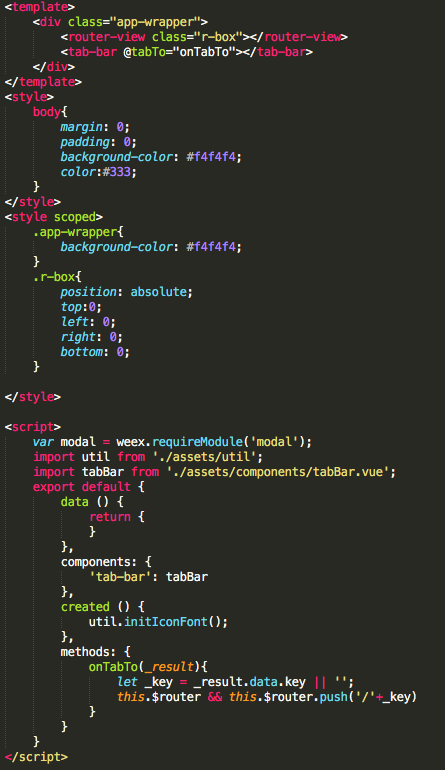 <template>
    <div class="app-wrapper">
        <router-view class="r-box"></router-view>
        <tab-bar @tabTo="onTabTo"></tab-bar>
    </div>
</template>
<style>
    body{
        margin: 0;
        padding: 0;
        background-color: #f4f4f4;
        color:#333;
    }
</style>
<style scoped>
    .app-wrapper{
        background-color: #f4f4f4;
    }
    .r-box{
        position: absolute;
        top:0;
        left: 0;
        right: 0;
        bottom: 0;
    }

</style>

<script>
    var modal = weex.requireModule('modal');
    import util from './assets/util';
    import tabBar from './assets/components/tabBar.vue';
    export default {
        data () {
            return {
            }
        },
        components: {
            'tab-bar': tabBar
        },
        created () {
            util.initIconFont();
        },
        methods: {
            onTabTo(_result){
                let _key = _result.data.key || '';
                this.$router && this.$router.push('/'+_key)
            }
        }
    }
</script>